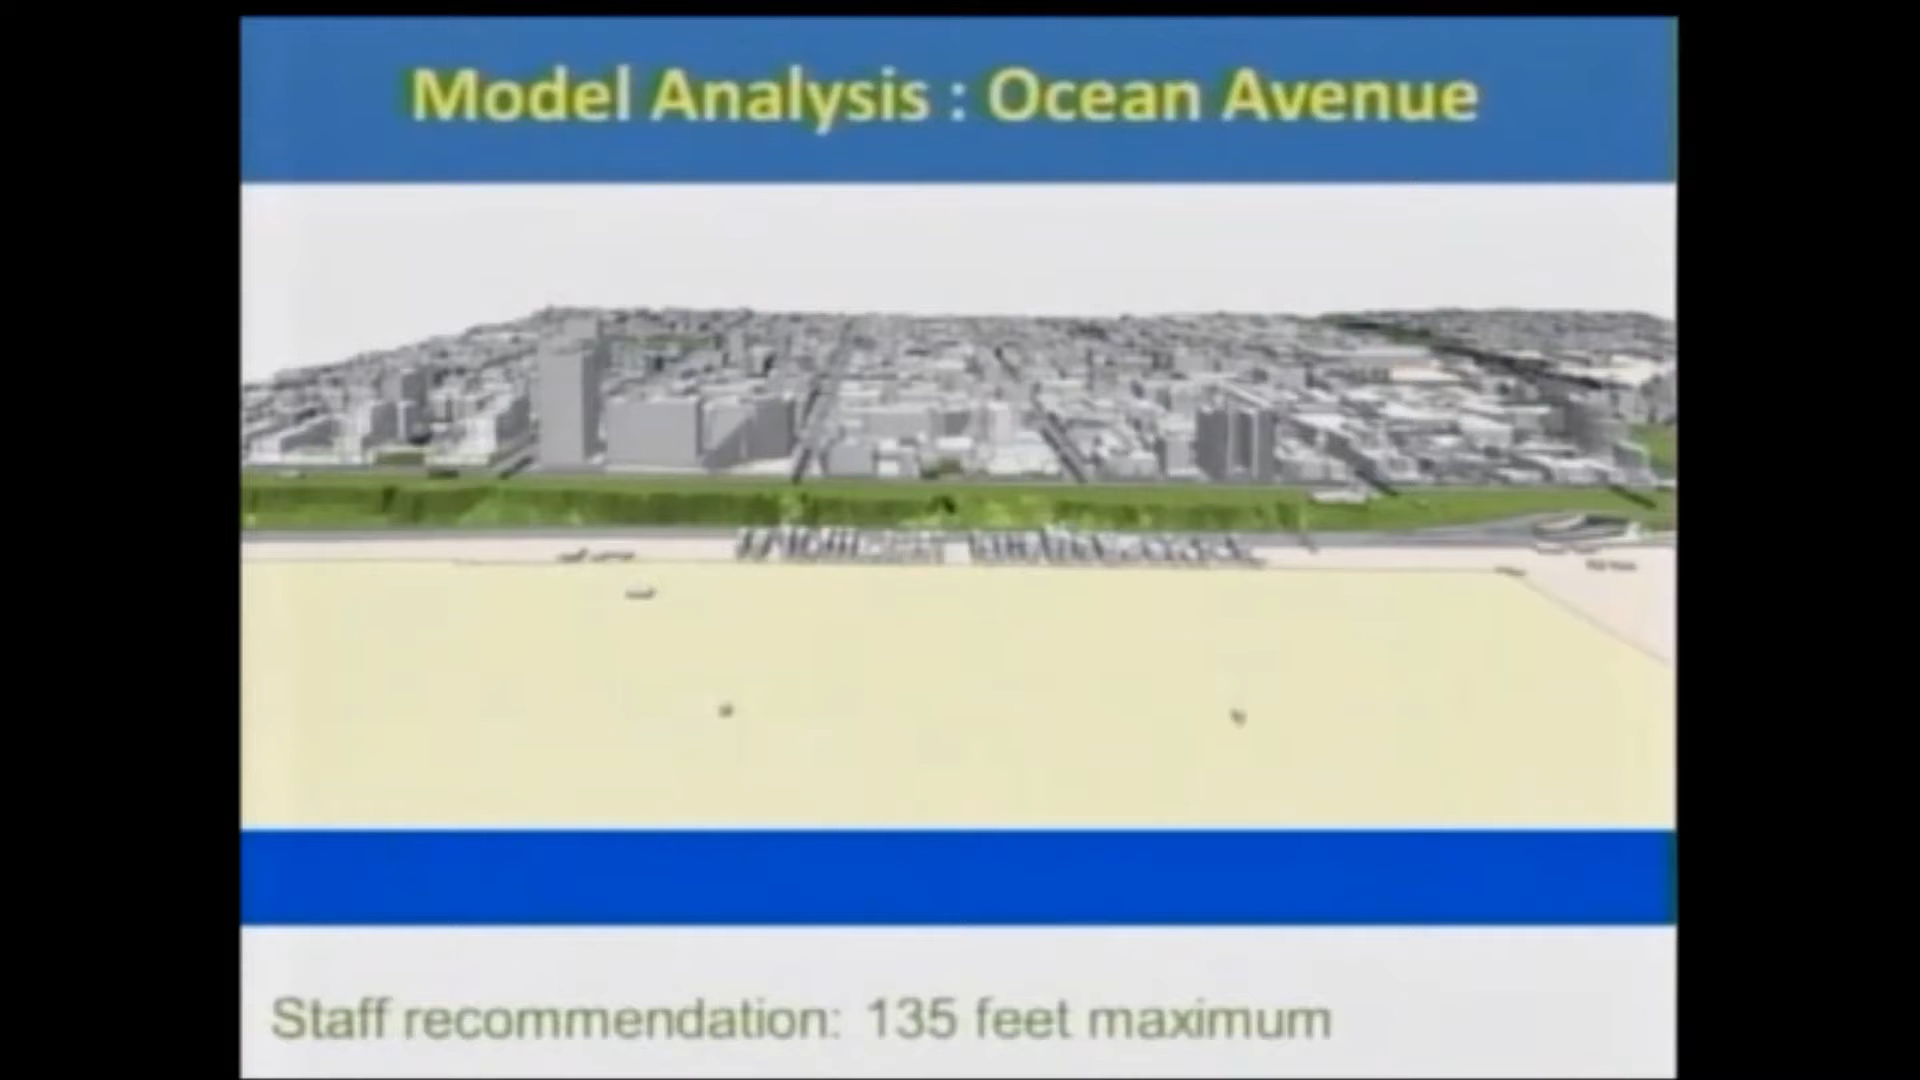 Model Analysis : Ocean Avenue
Staff recommendation: 135 feet maximum